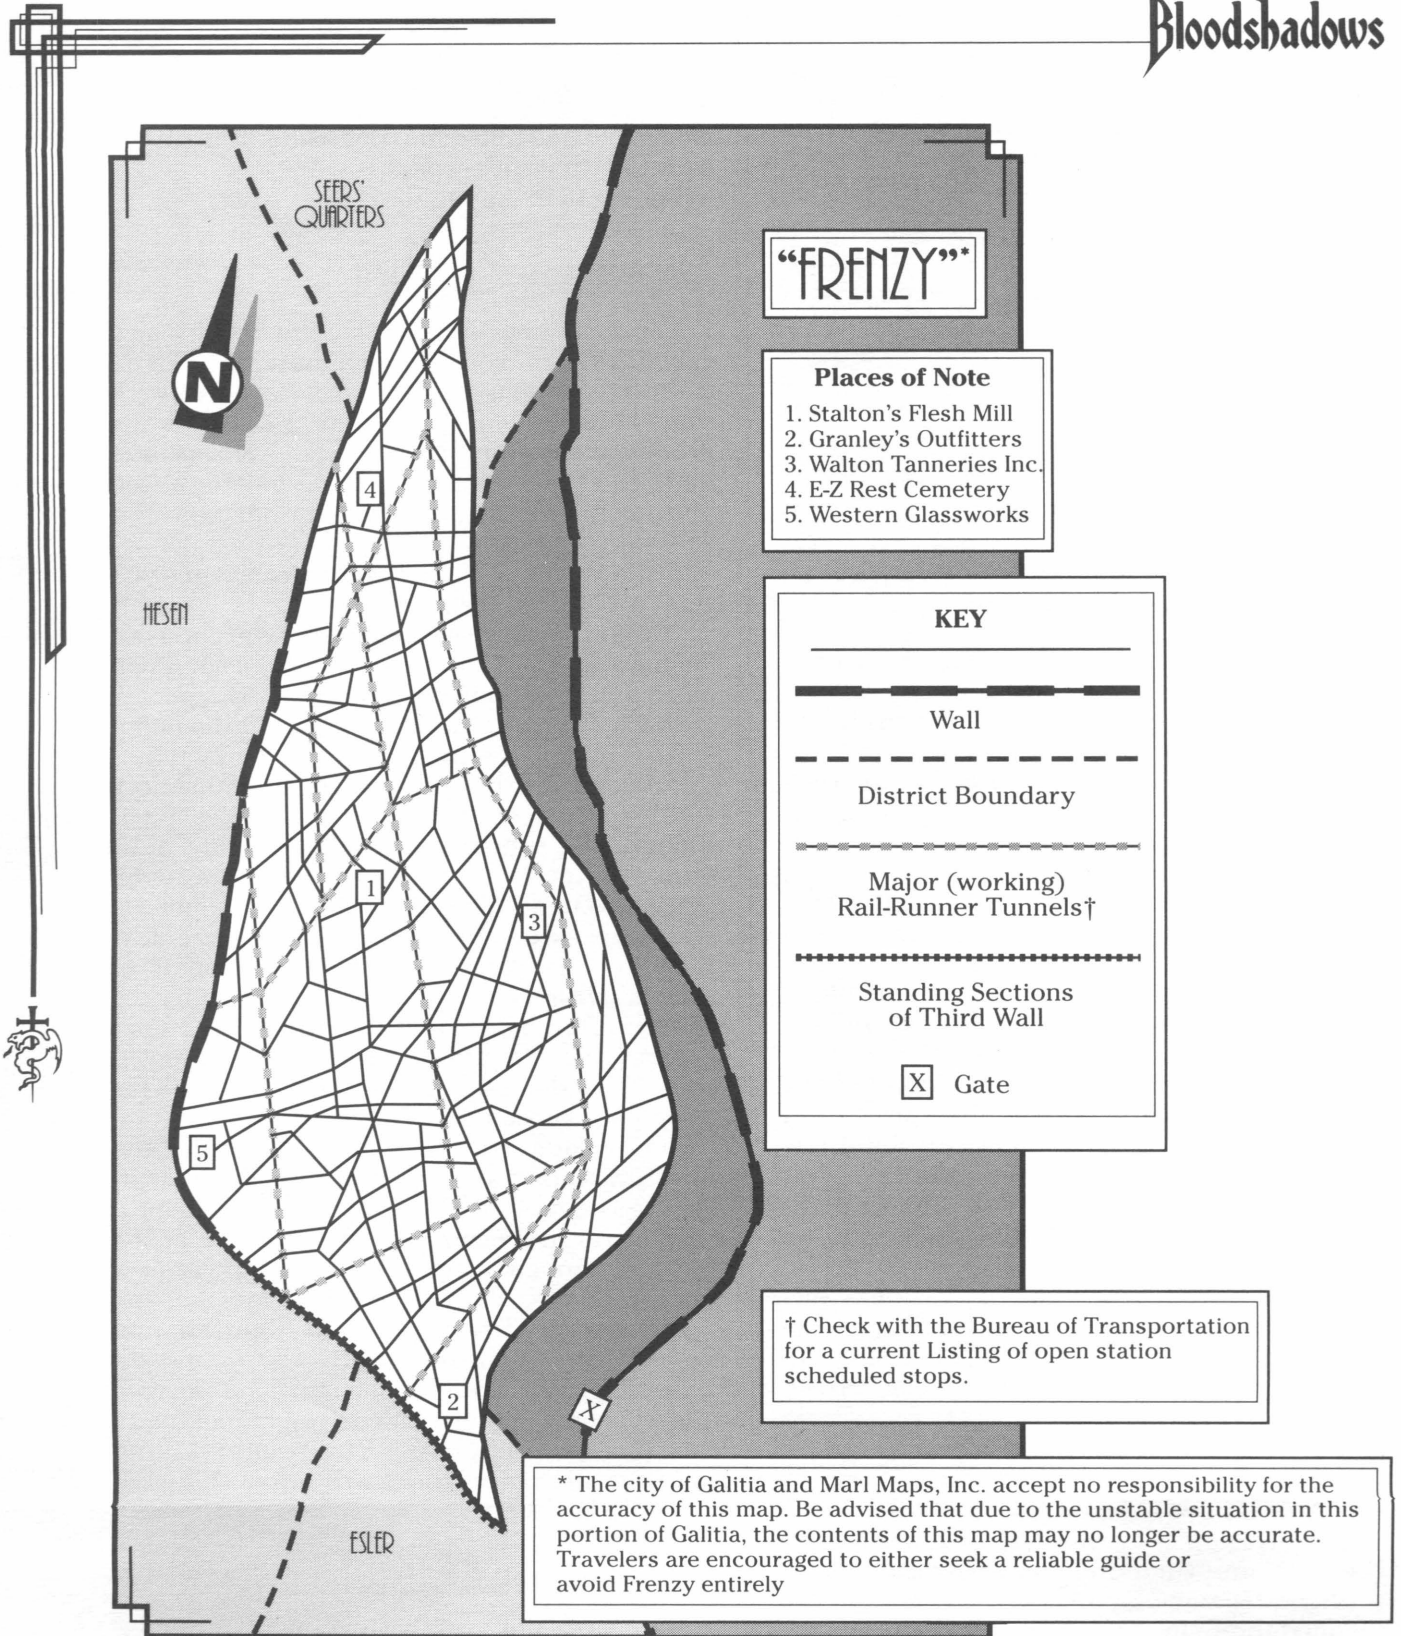 Bloodshadows
SEERS'
QUARTERS
"FRENZY"*
N
Places of Note
1. Stalton's Flesh Mill
2. Granley's Outfitters
3. Walton Tanneries Inc.
4. E-Z Rest Cemetery
5. Western Glassworks
4
HESEN
KEY
Wall
District Boundary
Major (working)
Rail-Runner Tunnels†
Standing Sections
of Third Wall
X Gate
1
3
5
2
X
† Check with the Bureau of Transportation
for a current Listing of open station
scheduled stops.
* The city of Galitia and Marl Maps, Inc. accept no responsibility for the
accuracy of this map. Be advised that due to the unstable situation in this
portion of Galitia, the contents of this map may no longer be accurate.
Travelers are encouraged to either seek a reliable guide or
avoid Frenzy entirely
ESLER